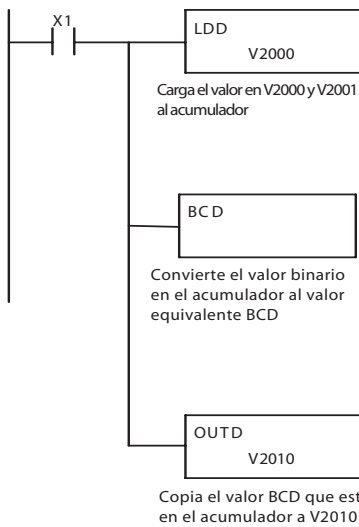 X1
LDD
V2000
Carga el valor en V2000 y V2001
al acumulador
BCD
Convierte el valor binario
en el acumulador al valor
equivalente BCD
OUTD
V2010
Copia el valor BCD que est
en el acumulador a V2010